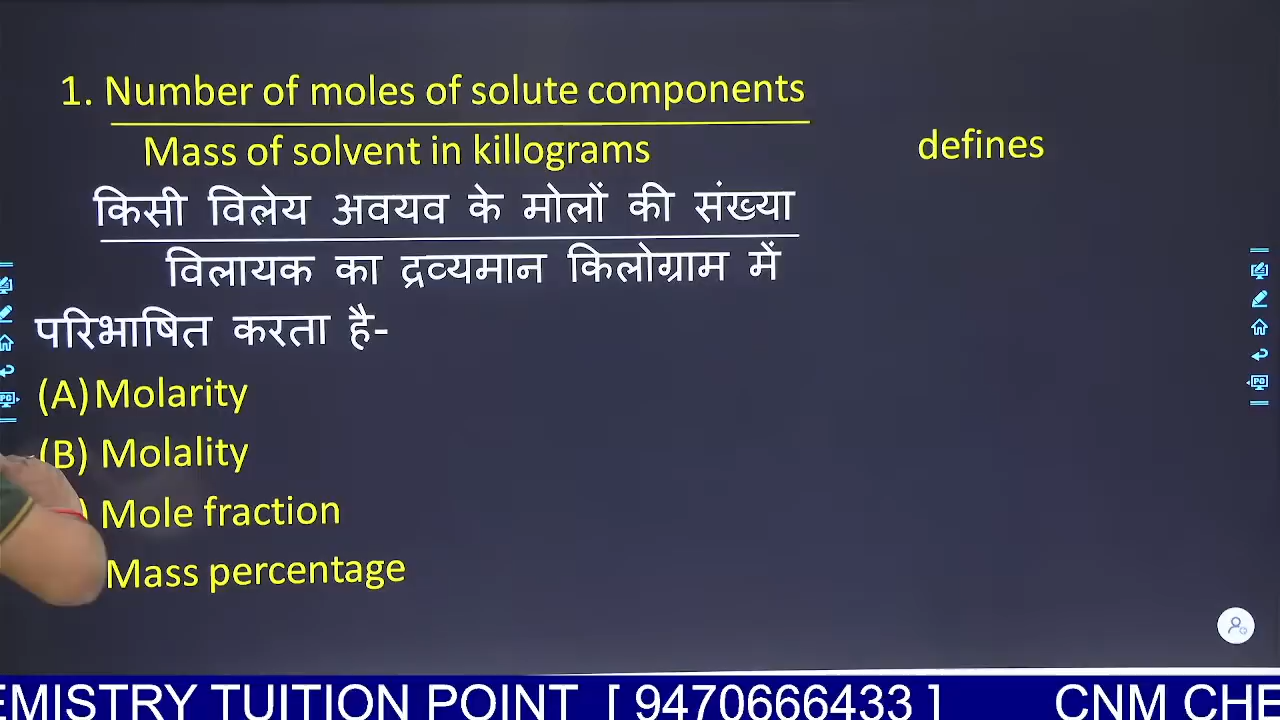 1. Number of moles of solute components
Mass of solvent in killograms defines
किसी विलेय अवयव के मोलों की संख्या
विलायक का द्रव्यमान किलोग्राम में
परिभाषित करता है-
(A) Molarity
(B) Molality
) Mole fraction
Mass percentage
EMISTRY TUITION POINT [ 9470666433 ] CNM CHE